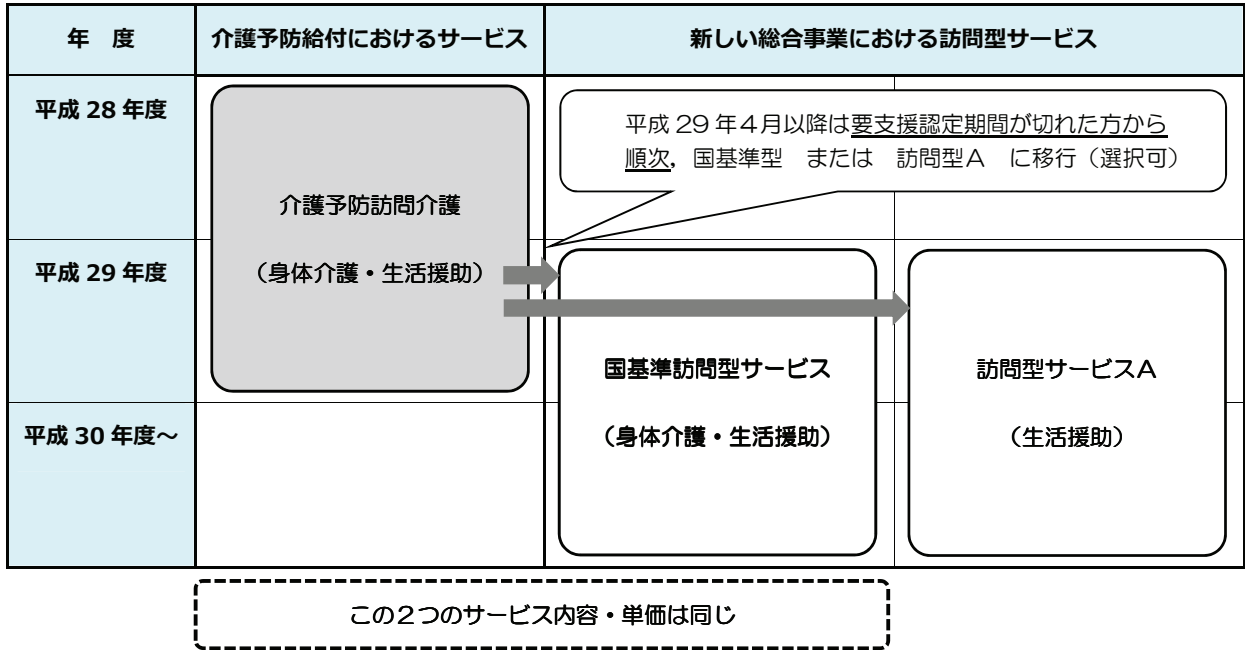 年　度
介護予防給付におけるサービス
新しい総合事業における訪問型サービス
平成 28 年度
平成 29 年４月以降は要支援認定期間が切れた方から
順次，国基準型　または　訪問型Ａ　に移行（選択可）
介護予防訪問介護
（身体介護・生活援助）
平成 29 年度
国基準訪問型サービス
（身体介護・生活援助）
訪問型サービスＡ
（生活援助）
平成 30 年度～
この２つのサービス内容・単価は同じ